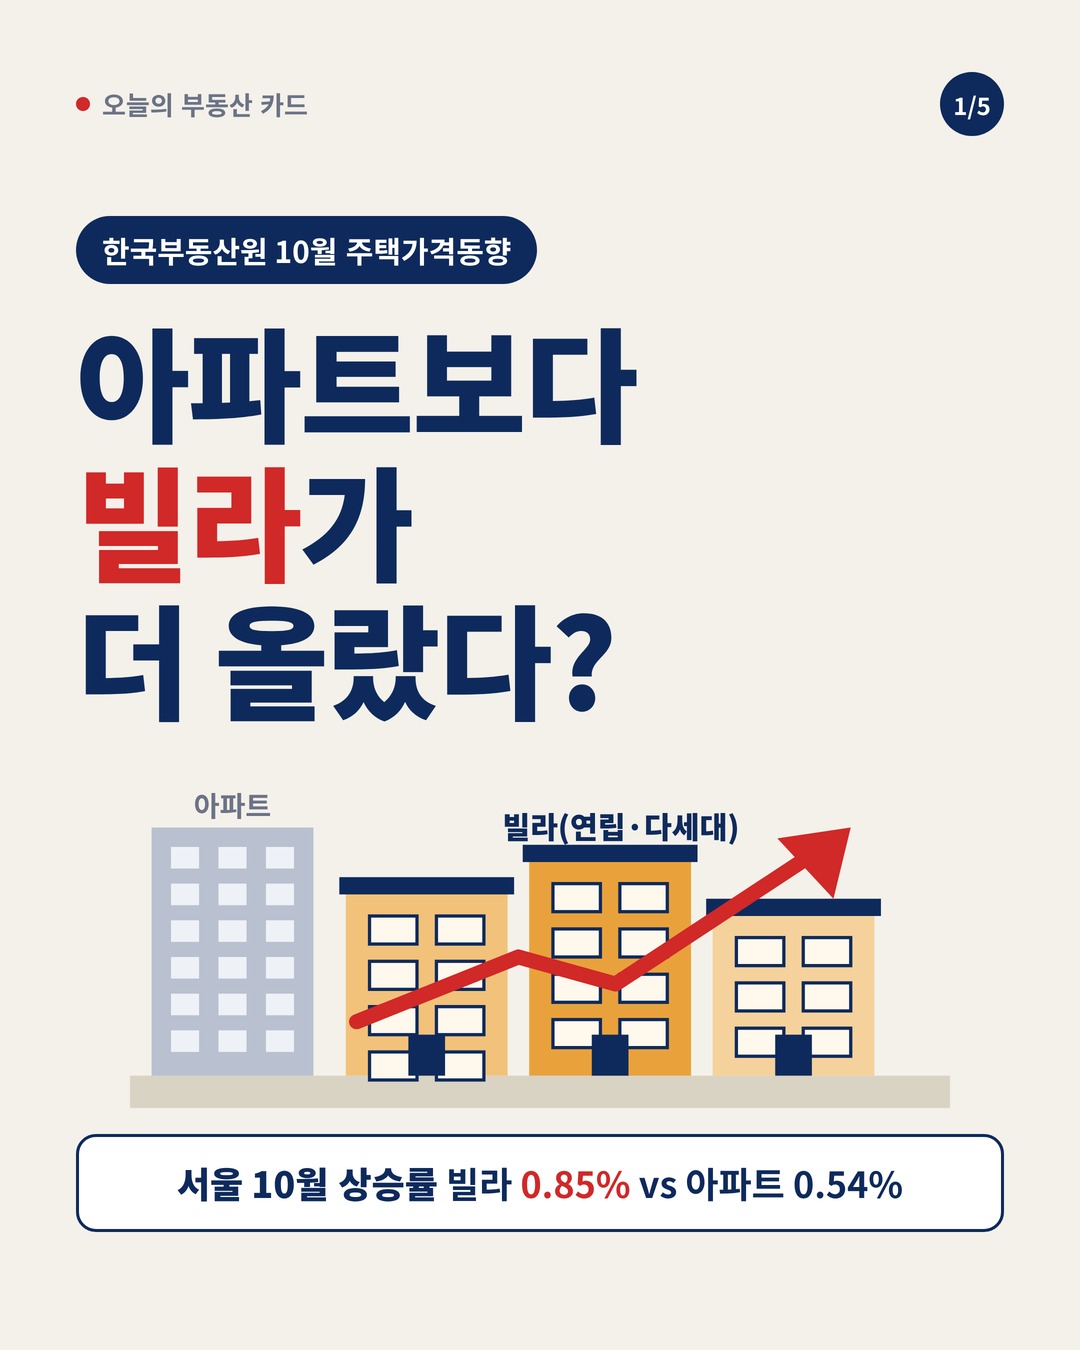 오늘의 부동산 카드
1/5
한국부동산원 10월 주택가격동향
아파트보다
빌라가
더 올랐다?
아파트
빌라(연립·다세대)
서울 10월 상승률 빌라 0.85% vs 아파트 0.54%